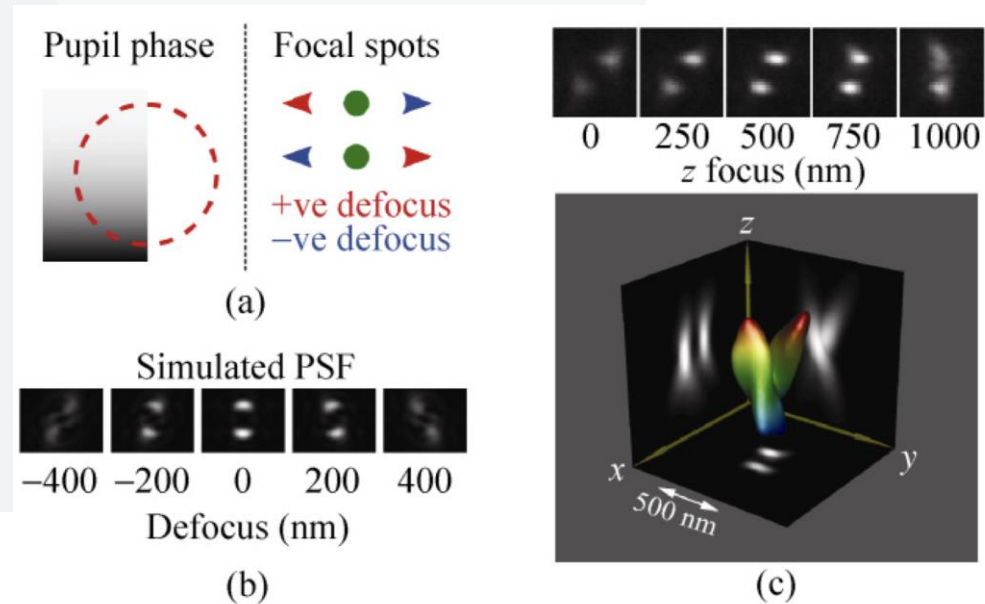 Pupil phase
Focal spots
+ve defocus
−ve defocus
(a)
Simulated PSF
−400 −200 0 200 400
Defocus (nm)
(b)
0 250 500 750 1000
z focus (nm)
z
x
y
500 nm
(c)